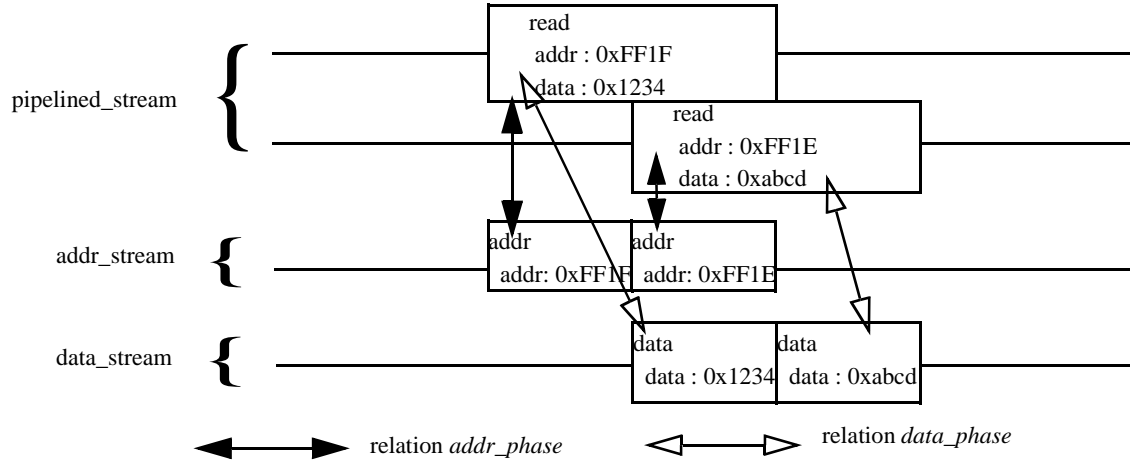 read
addr : 0xFF1F
data : 0x1234
pipelined_stream
read
addr : 0xFF1E
data : 0xabcd
addr_stream
addr
addr
addr: 0xFF1F
addr: 0xFF1E
data_stream
data
data
data : 0x1234
data : 0xabcd
relation addr_phase
relation data_phase